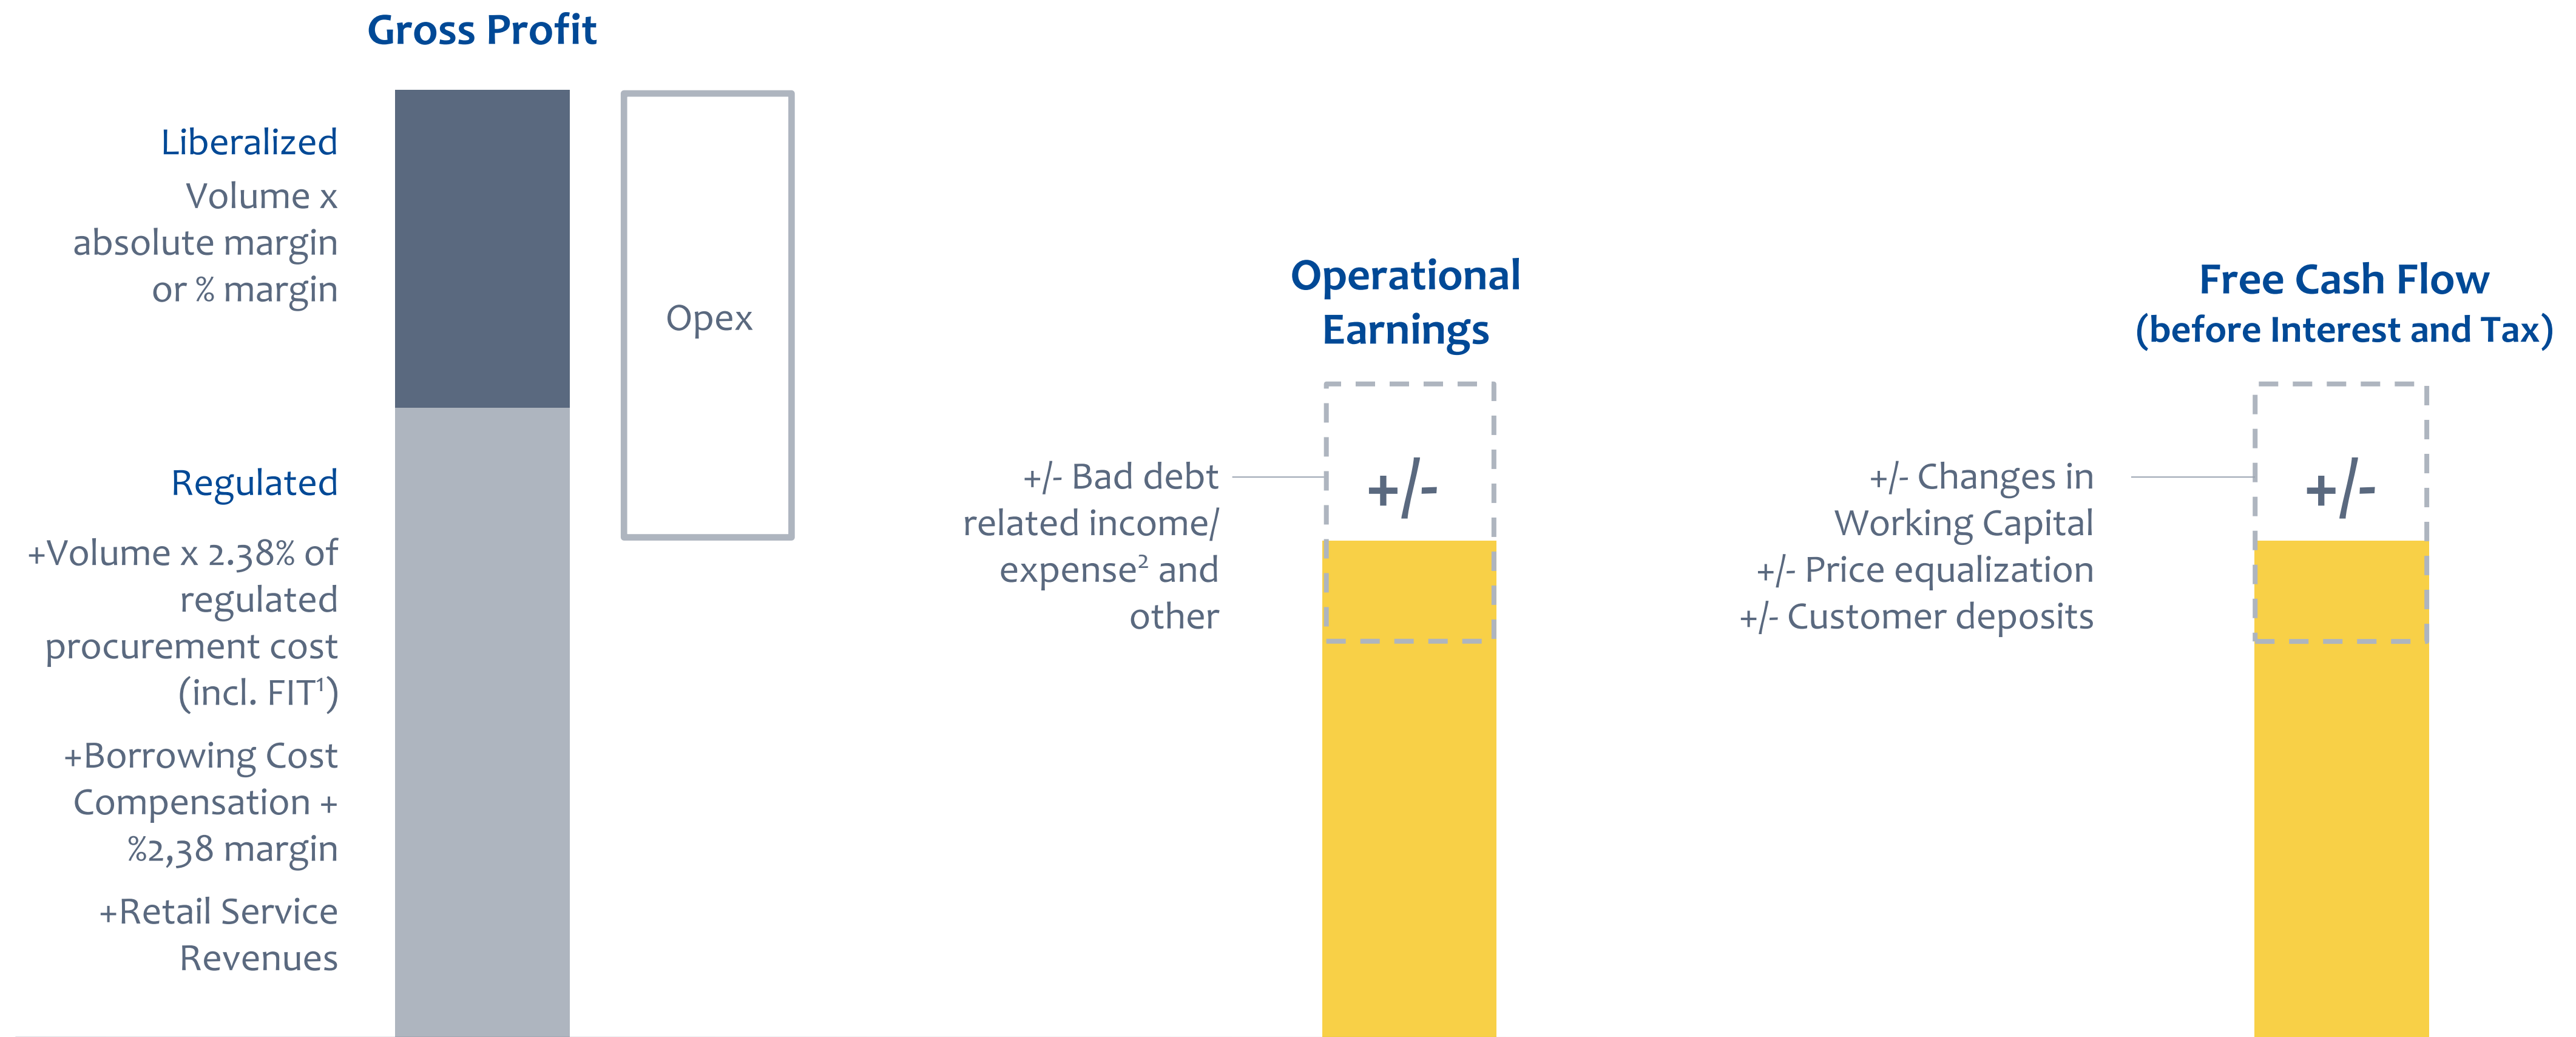 Gross Profit
Liberalized
Volume x
absolute margin
or % margin
Regulated
+Volume x 2.38% of
regulated
procurement cost
(incl. FIT¹)
+Borrowing Cost
Compensation +
%2,38 margin
+Retail Service
Revenues
Opex
Operational
Earnings
+/- Bad debt
related income/
expense² and
other
+/-
Free Cash Flow
(before Interest and Tax)
+/- Changes in
Working Capital
+/- Price equalization
+/- Customer deposits
+/-